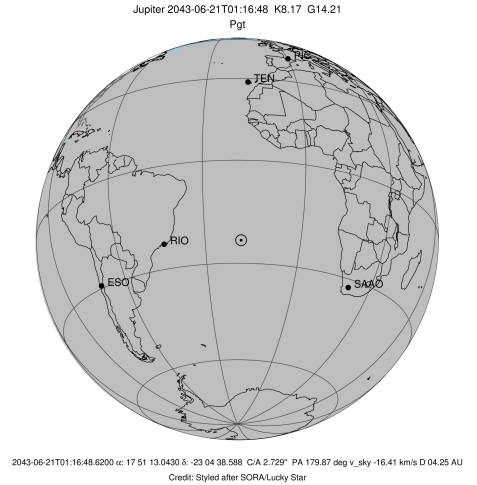 Jupiter 2043-06-21T01:16:48 K8.17 G14.21
Pgt
PIC
TEN
RIO
ESO
SAAO
2043-06-21T01:16:48.6200 α: 17 51 13.0430 δ: -23 04 38.588 C/A 2.729" PA 179.87 deg v_sky -16.41 km/s D 04.25 AU
Credit: Styled after SORA/Lucky Star